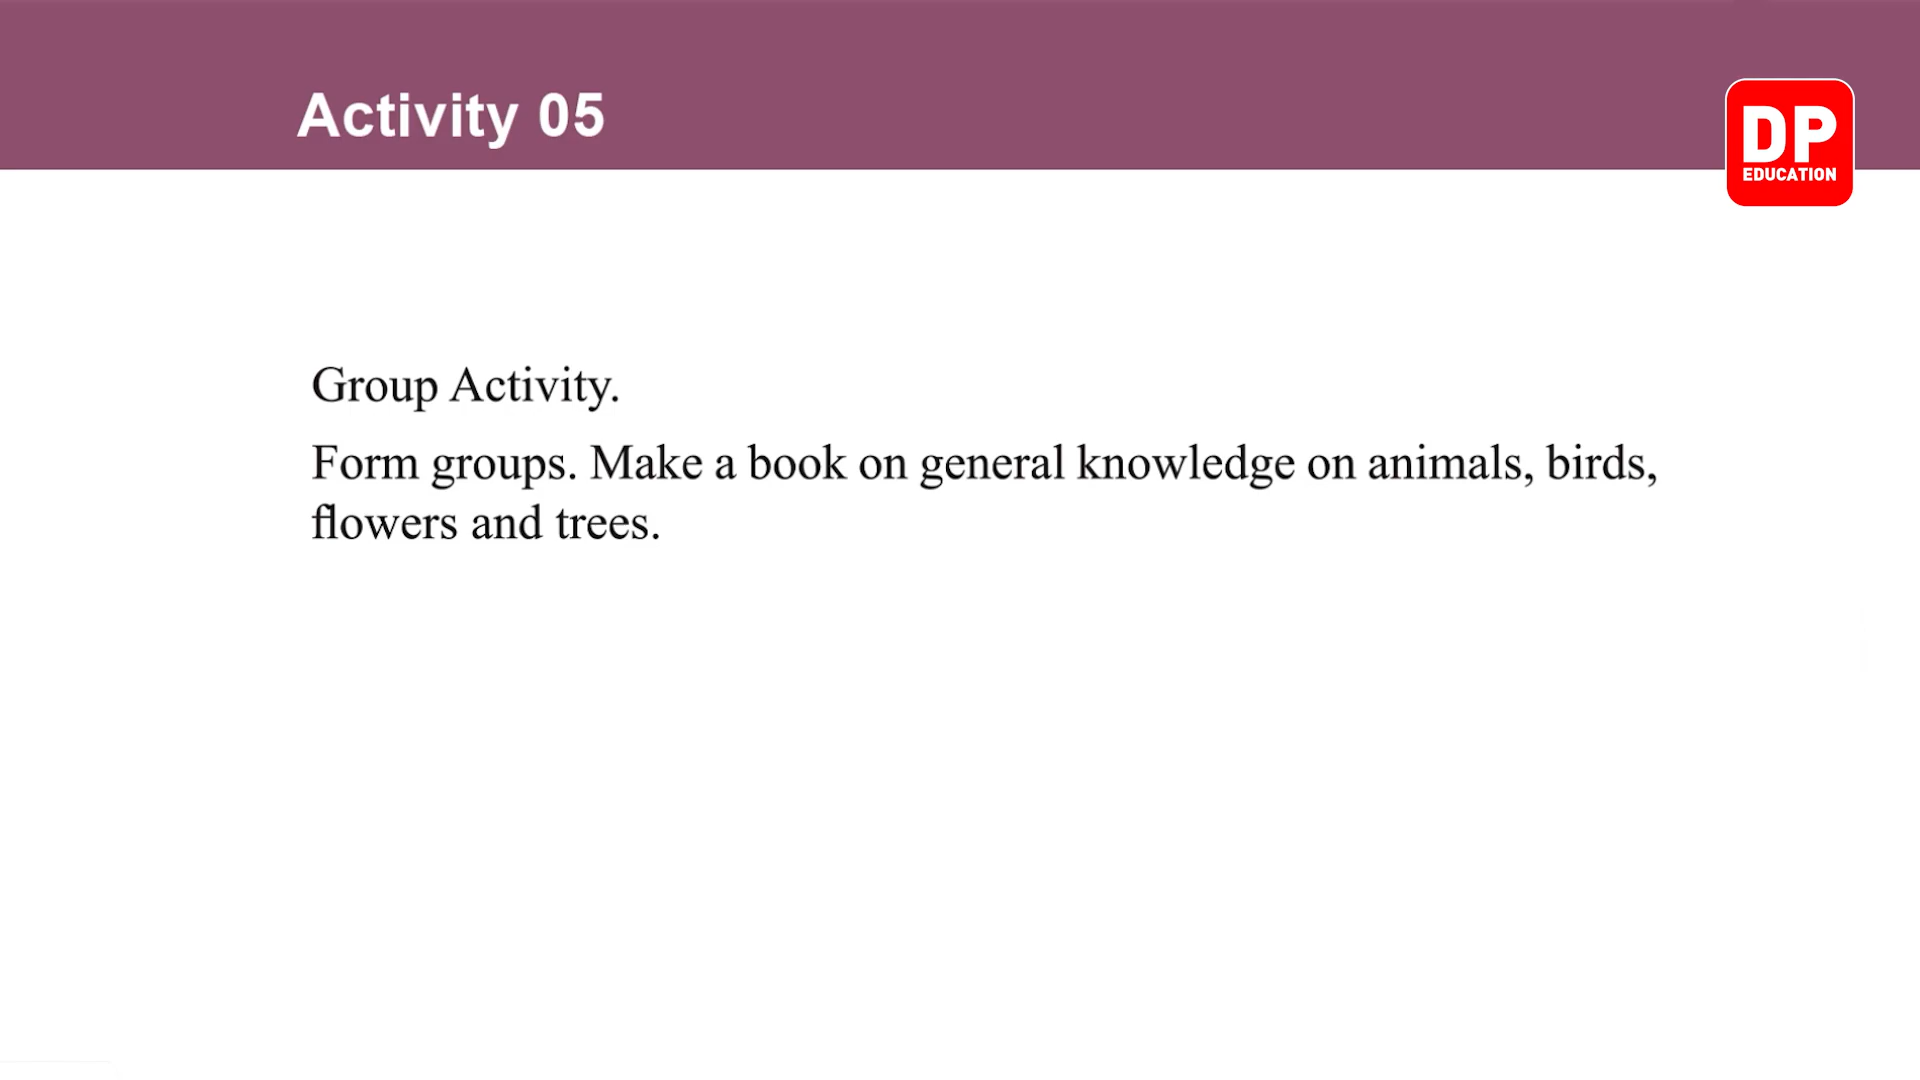 Activity 05
DP
EDUCATION
Group Activity.
Form groups. Make a book on general knowledge on animals, birds,
flowers and trees.